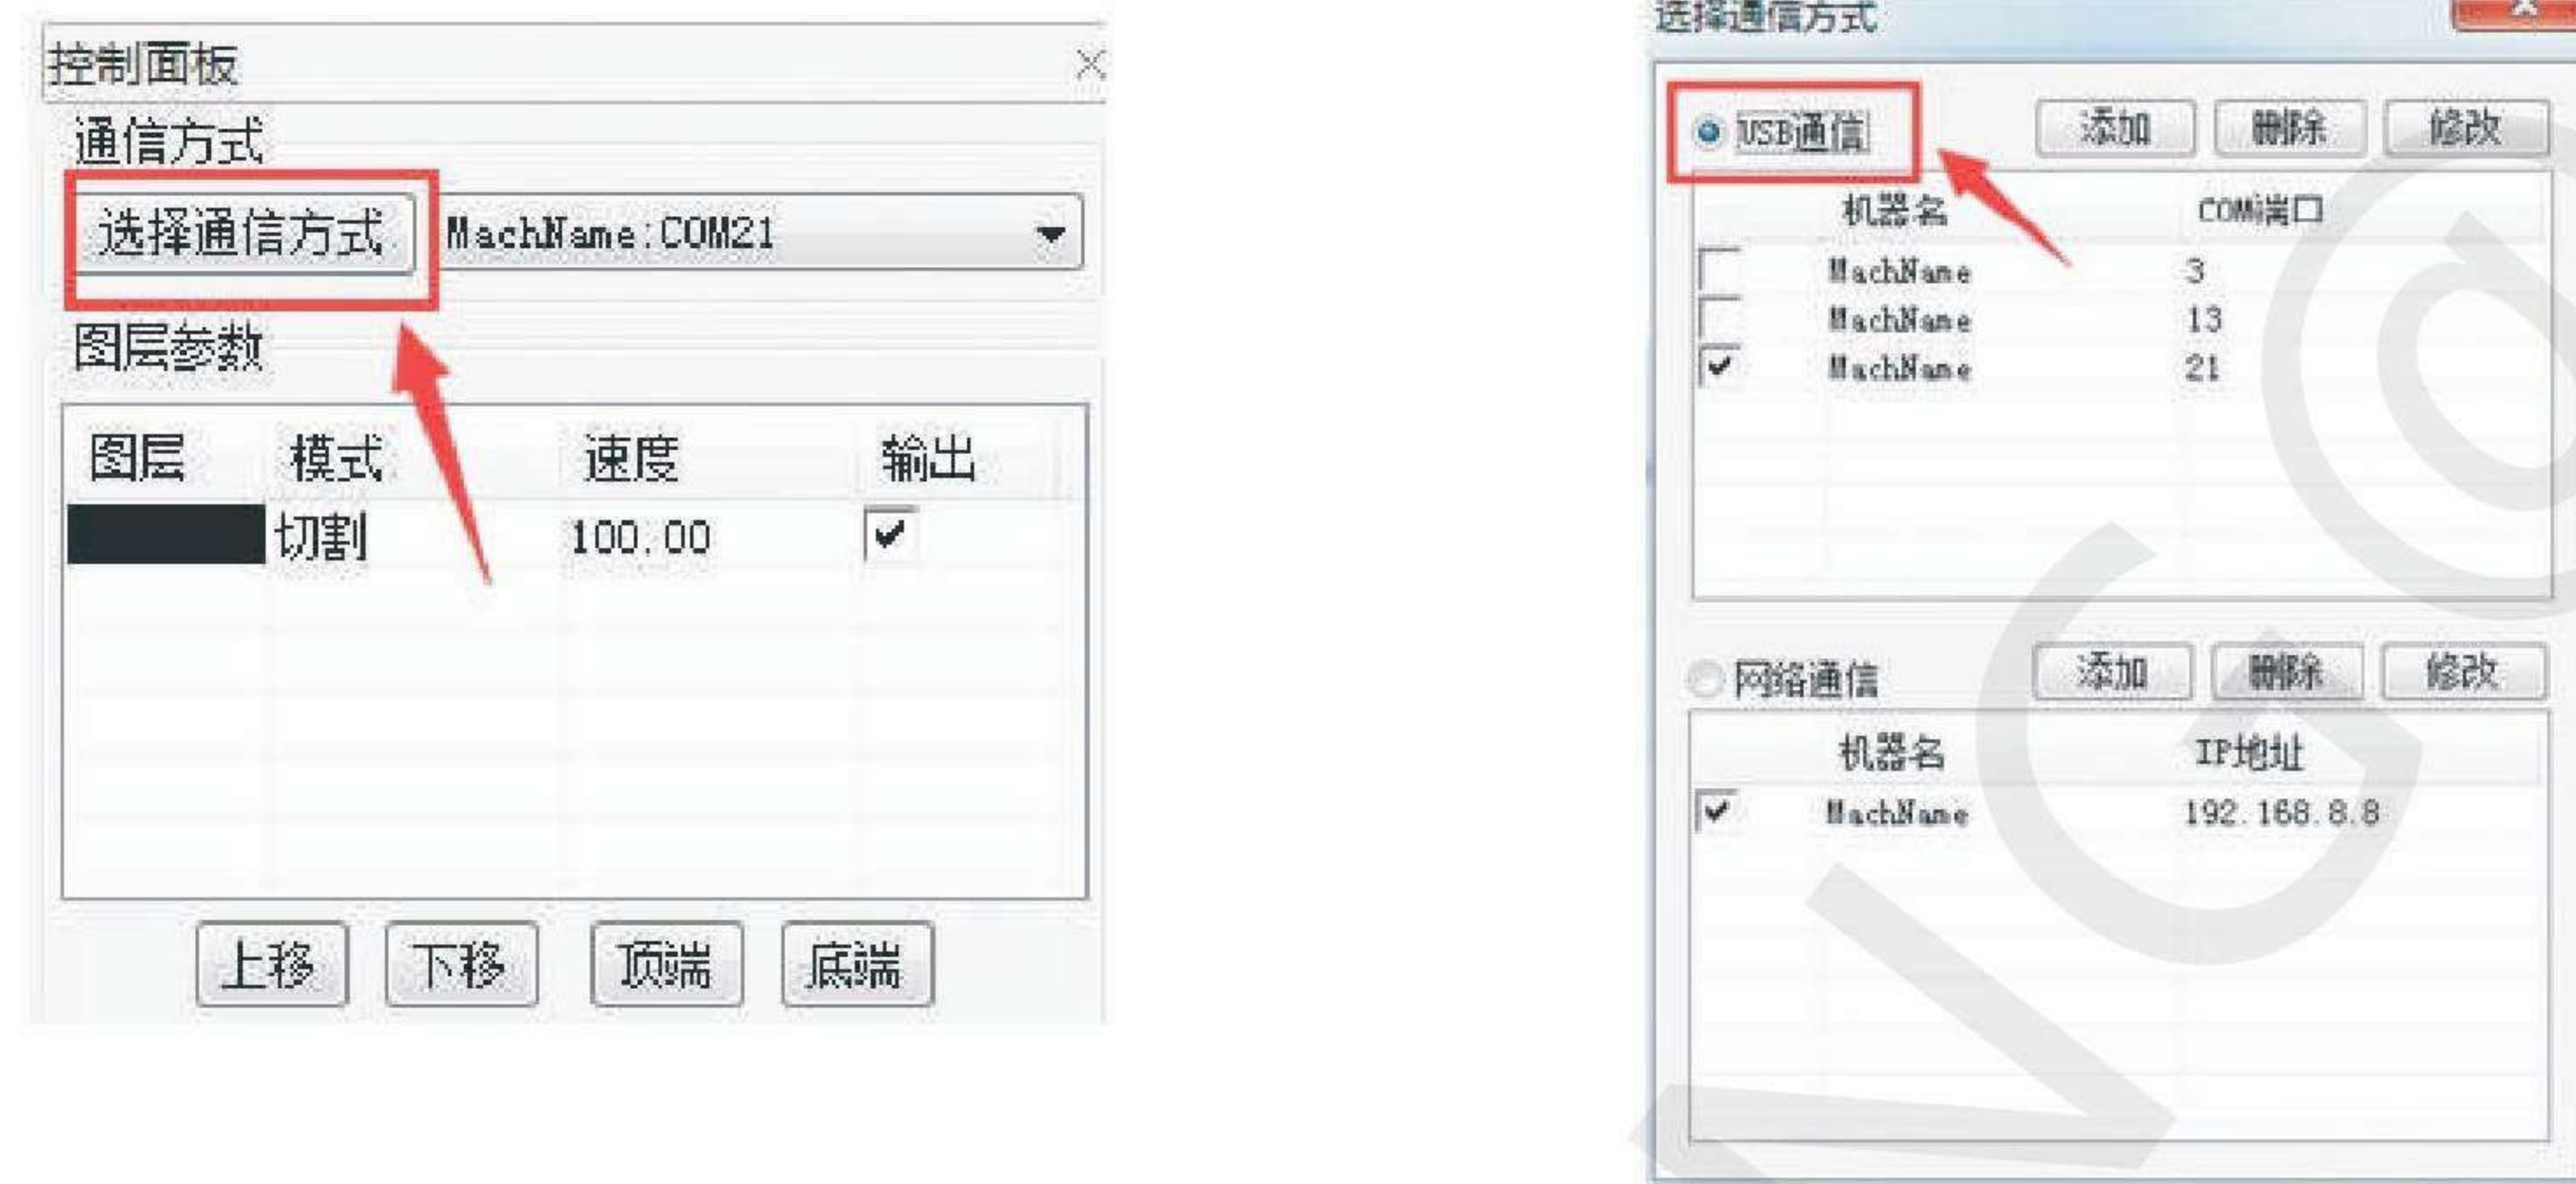 控制面板
通信方式
选择通信方式 MachName:COM21
图层参数
图层 模式 速度 输出
切割 100.00
上移 下移 顶端 底端
选择通信方式
USB通信 添加 删除 修改
机器名 COM端口
MachName 3
MachName 13
MachName 21
网络通信 添加 删除 修改
机器名 IP地址
MachName 192.168.8.8